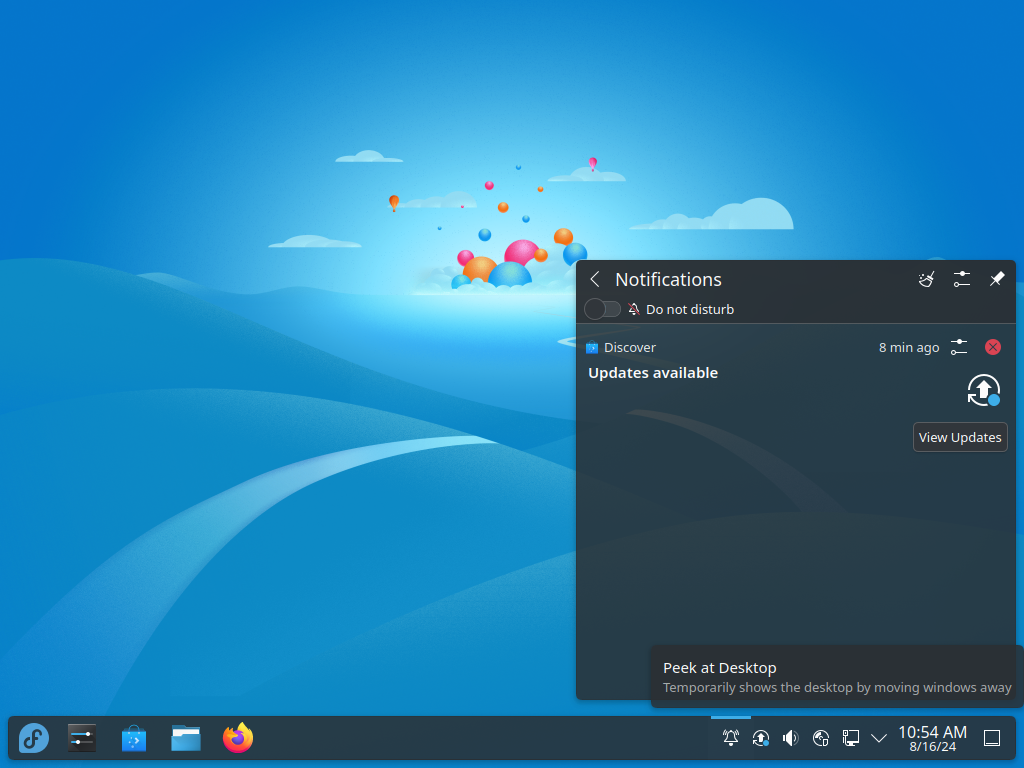 Notifications
Do not disturb
Discover
8 min ago
Updates available
View Updates
Peek at Desktop
Temporarily shows the desktop by moving windows away
10:54 AM
8/16/24